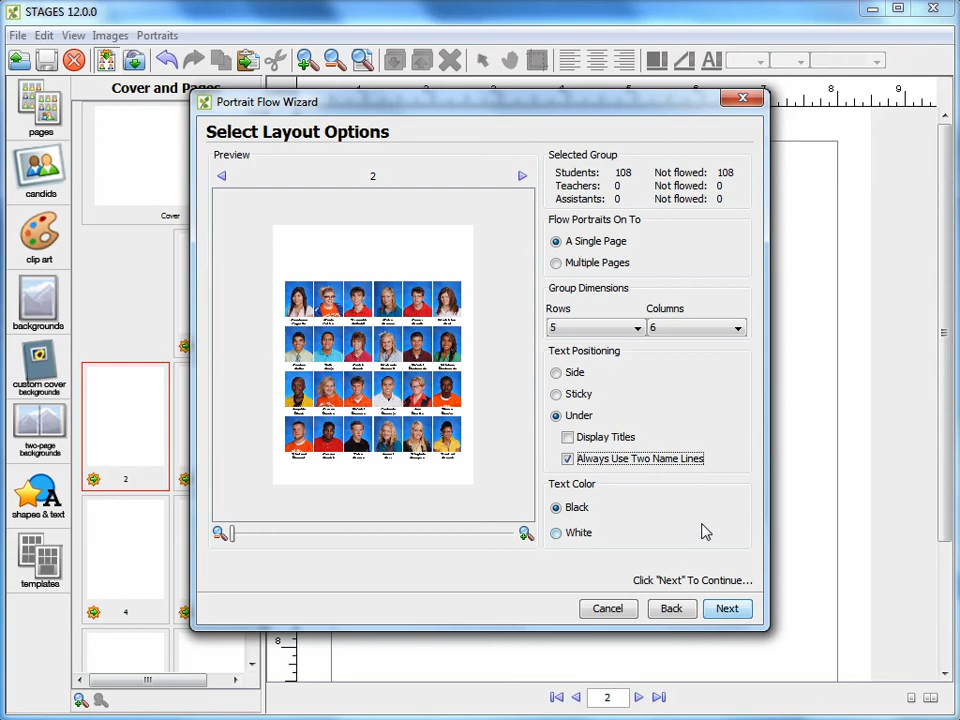 STAGES 12.0.0
File Edit View Images Portraits
Cover and Pages
Portrait Flow Wizard
Select Layout Options
Preview
2
Selected Group
Students: 108 Not flowed: 108
Teachers: 0 Not flowed: 0
Assistants: 0 Not flowed: 0
Flow Portraits On To
A Single Page
Multiple Pages
Group Dimensions
Rows Columns
5 6
Text Positioning
Side
Sticky
Under
Display Titles
Always Use Two Name Lines
Text Color
Black
White
Click "Next" To Continue...
Cancel Back Next
pages
candids
clip art
backgrounds
custom cover
backgrounds
two-page
backgrounds
shapes & text
templates
Cover
2
4
8 9
8
2